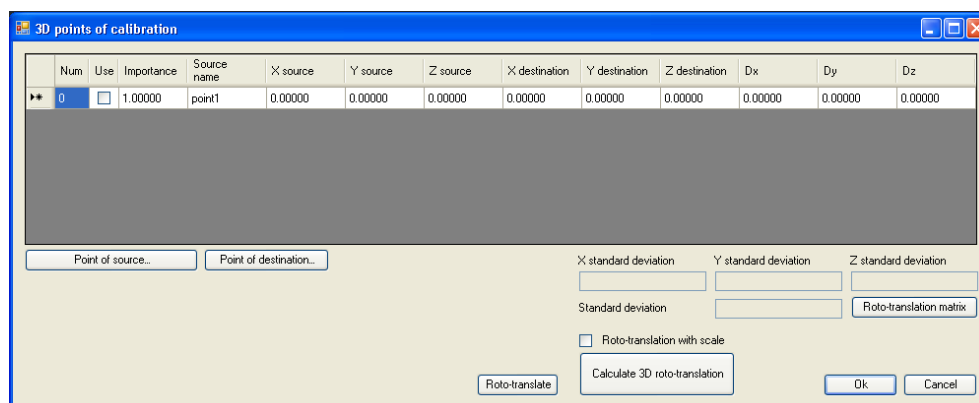 3D points of calibration
Num Use Importance Source name X source Y source Z source X destination Y destination Z destination Dx Dy Dz
0 1.00000 point1 0.00000 0.00000 0.00000 0.00000 0.00000 0.00000 0.00000 0.00000 0.00000
Point of source... Point of destination...
X standard deviation Y standard deviation Z standard deviation
Standard deviation Roto-translation matrix
Roto-translation with scale
Roto-translate Calculate 3D roto-translation Ok Cancel